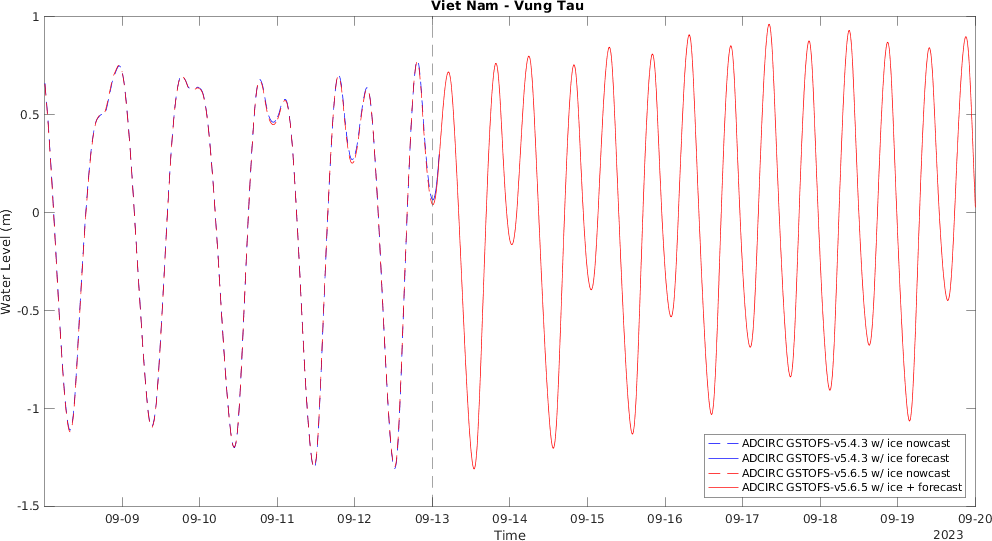 Viet Nam - Vung Tau
1
0.5
0
-0.5
-1
-1.5
Water Level (m)
09-09
09-10
09-11
09-12
09-13
09-14
09-15
09-16
09-17
09-18
09-19
09-20
Time
2023
ADCIRC GSTOFS-v5.4.3 w/ ice nowcast
ADCIRC GSTOFS-v5.4.3 w/ ice forecast
ADCIRC GSTOFS-v5.6.5 w/ ice nowcast
ADCIRC GSTOFS-v5.6.5 w/ ice + forecast